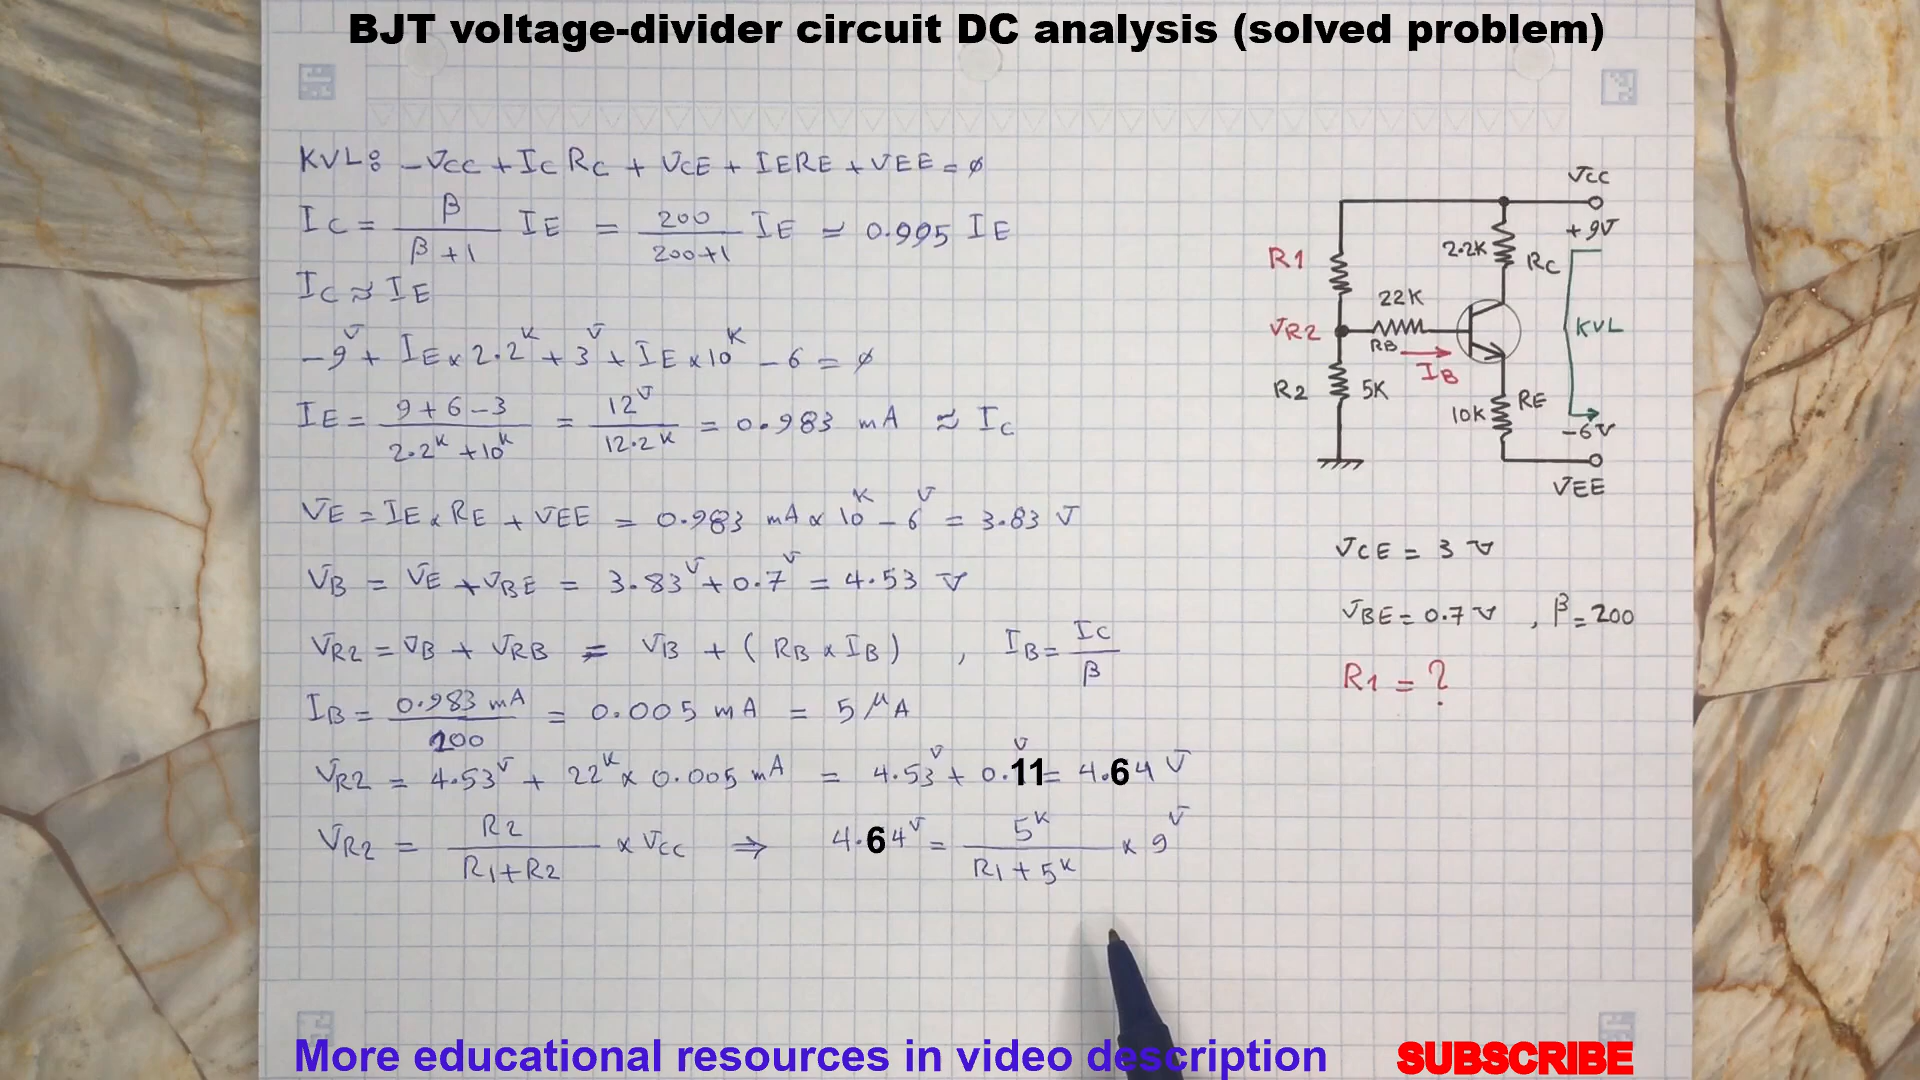 BJT voltage-divider circuit DC analysis (solved problem)
KVL: -VCC + IC RC + VCE + IERE + VEE = ø
IC = β/(β+1) IE = 200/(200+1) IE ≃ 0.995 IE
IC ≈ IE
-9V + IE × 2.2K + 3V + IE × 10K - 6 = ø
IE = (9+6-3)/(2.2K+10K) = 12V/12.2K = 0.983 mA ≈ IC
VE = IE × RE + VEE = 0.983 mA × 10K - 6V = 3.83 V
VB = VE + VBE = 3.83V + 0.7V = 4.53 V
VR2 = VB + VRB = VB + (RB × IB) , IB = IC/β
IB = 0.983 mA/200 = 0.005 mA = 5 μA
VR2 = 4.53V + 22K × 0.005 mA = 4.53V + 0.11V = 4.64 V
VR2 = R2/(R1+R2) × VCC ⇒ 4.64V = 5K/(R1+5K) × 9V
VCC
+9V
2.2K RC
R1
22K
VR2
RB
IB
KVL
R2 5K
10K RE
-6V
VEE
VCE = 3 V
VBE = 0.7 V , β = 200
R1 = ?
More educational resources in video description
SUBSCRIBE